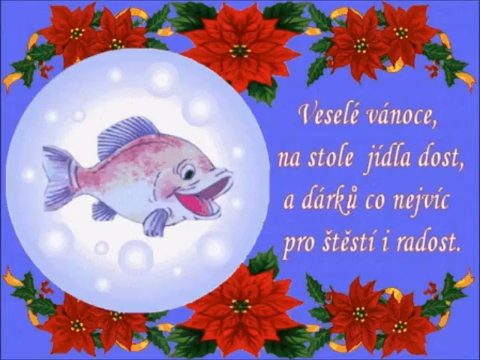 Veselé vánoce,
na stole jídla dost,
a dárků co nejvíc
pro štěstí i radost.